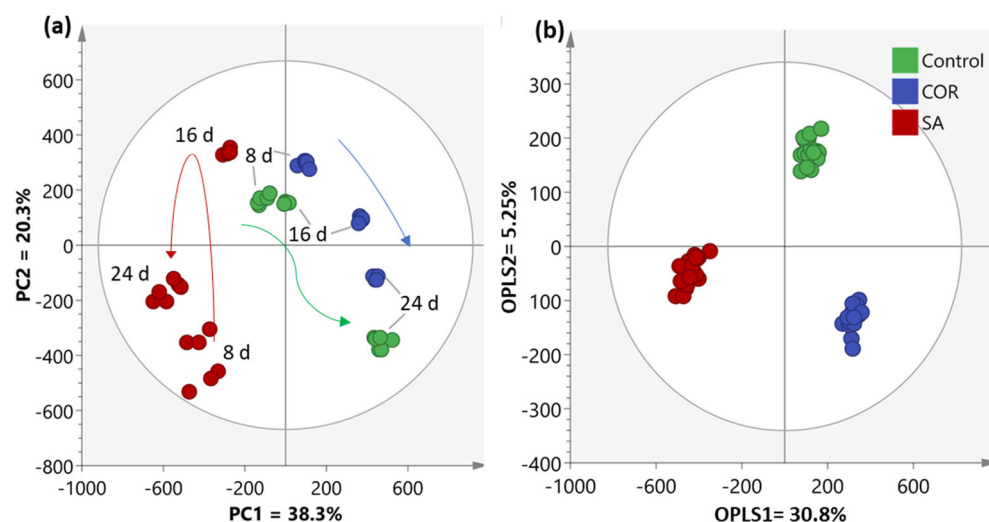 (a)
600
400
200
0
-200
-400
-600
-800
-1000
-600
-200
200
600
PC2 = 20.3%
PC1 = 38.3%
16 d
8 d
16 d
24 d
24 d
8 d
(b)
300
200
100
0
100
-200
-300
-400
-1000
-600
-200
200
600
OPLS2= 5.25%
OPLS1= 30.8%
Control
COR
SA